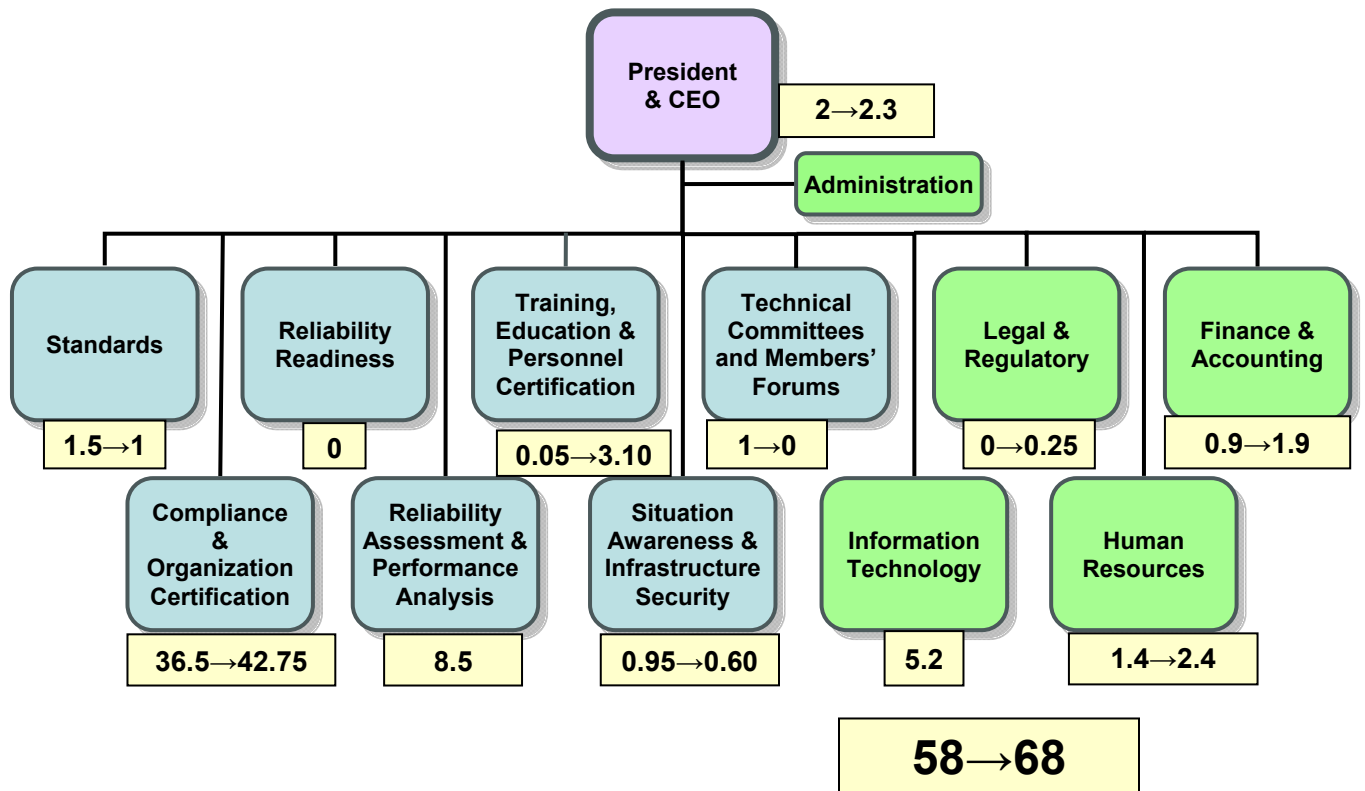 President
& CEO
2→2.3
Administration
Standards
1.5→1
Reliability
Readiness
0
Training,
Education &
Personnel
Certification
0.05→3.10
Technical
Committees
and Members’
Forums
1→0
Legal &
Regulatory
0→0.25
Finance &
Accounting
0.9→1.9
Compliance
&
Organization
Certification
36.5→42.75
Reliability
Assessment &
Performance
Analysis
8.5
Situation
Awareness &
Infrastructure
Security
0.95→0.60
Information
Technology
5.2
Human
Resources
1.4→2.4
58→68